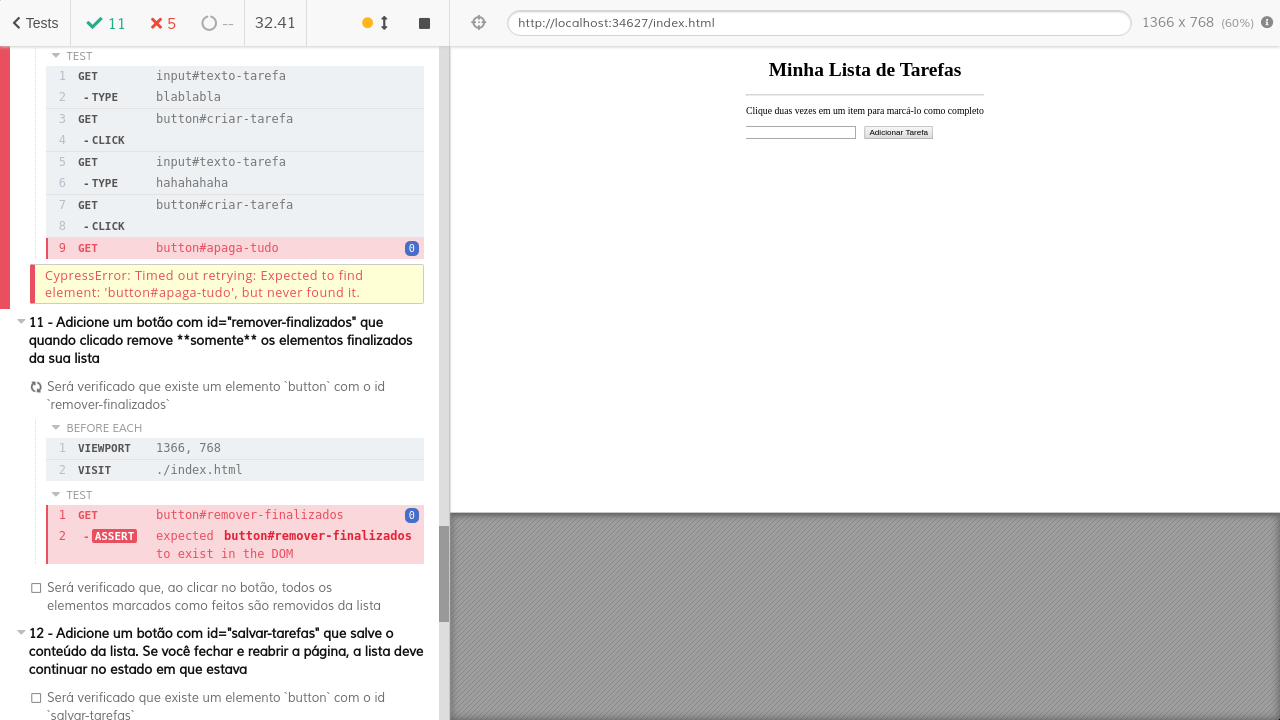 Tests
11
5
--
32.41
http://localhost:34627/index.html
1366 x 768 (60%)
TEST
1 GET input#texto-tarefa
2 - TYPE blablabla
3 GET button#criar-tarefa
4 - CLICK
5 GET input#texto-tarefa
6 - TYPE hahahahaha
7 GET button#criar-tarefa
8 - CLICK
9 GET button#apaga-tudo 0
CypressError: Timed out retrying: Expected to find
element: 'button#apaga-tudo', but never found it.
11 - Adicione um botão com id="remover-finalizados" que
quando clicado remove **somente** os elementos finalizados
da sua lista
Será verificado que existe um elemento `button` com o id
`remover-finalizados`
BEFORE EACH
1 VIEWPORT 1366, 768
2 VISIT ./index.html
TEST
1 GET button#remover-finalizados 0
2 - ASSERT expected button#remover-finalizados
to exist in the DOM
Será verificado que, ao clicar no botão, todos os
elementos marcados como feitos são removidos da lista
12 - Adicione um botão com id="salvar-tarefas" que salve o
conteúdo da lista. Se você fechar e reabrir a página, a lista deve
continuar no estado em que estava
Será verificado que existe um elemento `button` com o id
`salvar-tarefas`
Minha Lista de Tarefas
Clique duas vezes em um item para marcá-lo como completo
Adicionar Tarefa